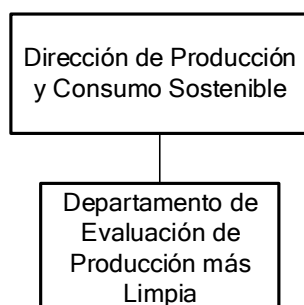 Dirección de Producción
y Consumo Sostenible
Departamento de
Evaluación de
Producción más
Limpia